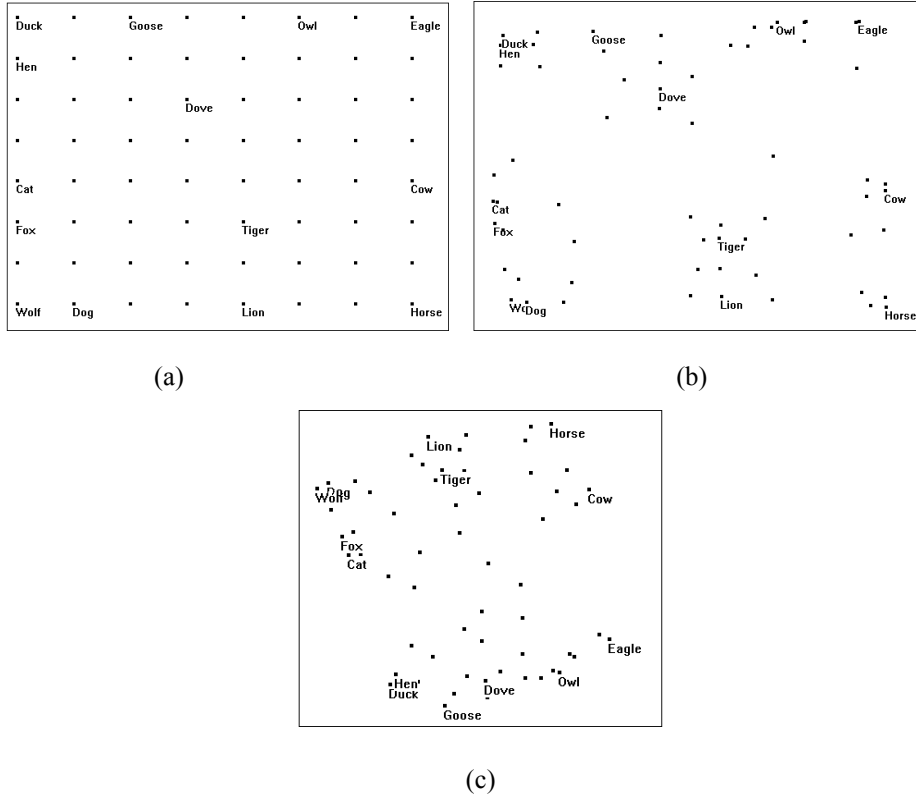 Duck Goose Owl Eagle
Hen
Dove
Cat Cow
Fox Tiger
Wolf Dog Lion Horse
(a)
Goose Owl Eagle
Duck
Hen
Dove
Cat Cow
Fox
Tiger
Dog Lion
Horse
(b)
Horse
Lion
Tiger
Dog
Wolf Cow
Fox
Cat
Eagle
Hen Owl
Duck Dove
Goose
(c)